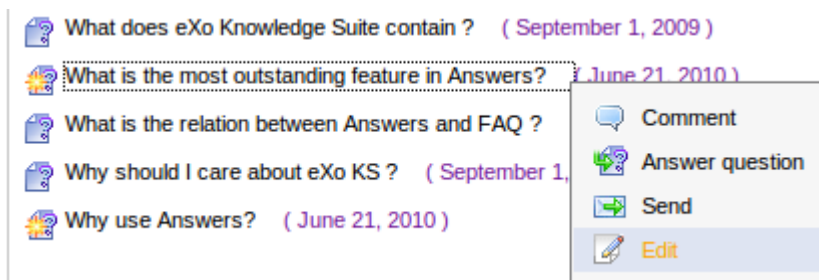 What does eXo Knowledge Suite contain ? ( September 1, 2009 )
What is the most outstanding feature in Answers? ( June 21, 2010 )
Comment
What is the relation between Answers and FAQ ?
Answer question
Why should I care about eXo KS ? ( September 1,
Send
Why use Answers? ( June 21, 2010 )
Edit